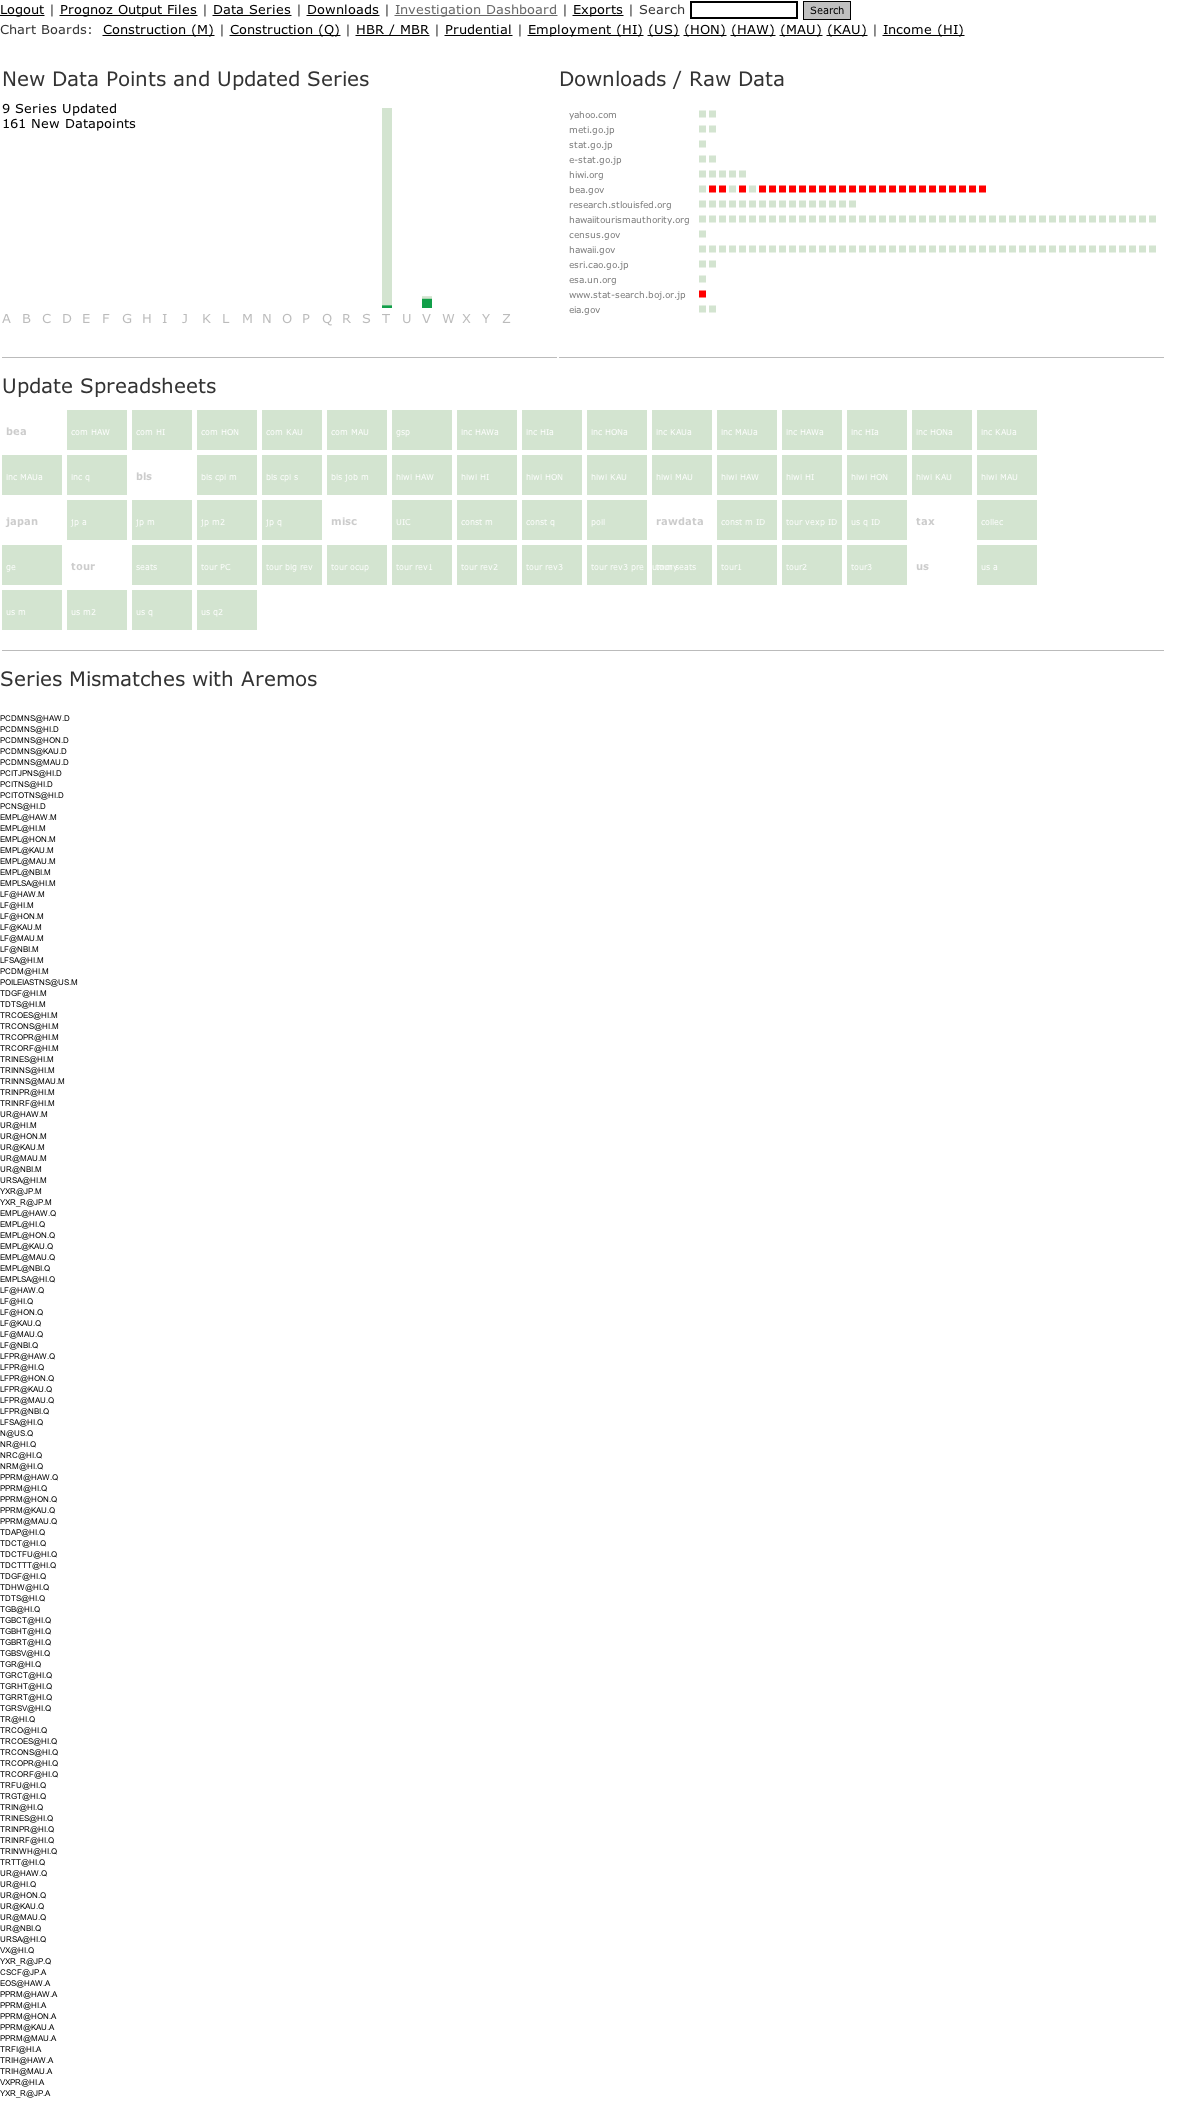 Logout | Prognoz Output Files | Data Series | Downloads | Investigation Dashboard | Exports | Search Search
Chart Boards: Construction (M) | Construction (Q) | HBR / MBR | Prudential | Employment (HI) (US) (HON) (HAW) (MAU) (KAU) | Income (HI)
New Data Points and Updated Series
9 Series Updated
161 New Datapoints
A B C D E F G H I J K L M N O P Q R S T U V W X Y Z
Downloads / Raw Data
yahoo.com
meti.go.jp
stat.go.jp
e-stat.go.jp
hiwi.org
bea.gov
research.stlouisfed.org
hawaiitourismauthority.org
census.gov
hawaii.gov
esri.cao.go.jp
esa.un.org
www.stat-search.boj.or.jp
eia.gov
Update Spreadsheets
bea com HAW com HI com HON com KAU com MAU gsp inc HAWa inc HIa inc HONa inc KAUa inc MAUa inc HAWa inc HIa inc HONa inc KAUa
inc MAUa inc q bls bls cpi m bls cpi s bls job m hiwi HAW hiwi HI hiwi HON hiwi KAU hiwi MAU hiwi HAW hiwi HI hiwi HON hiwi KAU hiwi MAU
japan jp a jp m jp m2 jp q misc UIC const m const q poil rawdata const m ID tour vexp ID us q ID tax collec
ge tour seats tour PC tour big rev tour ocup tour rev1 tour rev2 tour rev3 tour rev3 pre tour seats tour1 tour2 tour3 us us a
us m us m2 us q us q2
Series Mismatches with Aremos
PCDMNS@HAW.D
PCDMNS@HI.D
PCDMNS@HON.D
PCDMNS@KAU.D
PCDMNS@MAU.D
PCITJPNS@HI.D
PCITNS@HI.D
PCITOTNS@HI.D
PCNS@HI.D
EMPL@HAW.M
EMPL@HI.M
EMPL@HON.M
EMPL@KAU.M
EMPL@MAU.M
EMPL@NBI.M
EMPLSA@HI.M
LF@HAW.M
LF@HI.M
LF@HON.M
LF@KAU.M
LF@MAU.M
LF@NBI.M
LFSA@HI.M
PCDM@HI.M
POILEIASTNS@US.M
TDGF@HI.M
TDTS@HI.M
TRCOES@HI.M
TRCONS@HI.M
TRCOPR@HI.M
TRCORF@HI.M
TRINES@HI.M
TRINNS@HI.M
TRINNS@MAU.M
TRINPR@HI.M
TRINRF@HI.M
UR@HAW.M
UR@HI.M
UR@HON.M
UR@KAU.M
UR@MAU.M
UR@NBI.M
URSA@HI.M
YXR@JP.M
YXR_R@JP.M
EMPL@HAW.Q
EMPL@HI.Q
EMPL@HON.Q
EMPL@KAU.Q
EMPL@MAU.Q
EMPL@NBI.Q
EMPLSA@HI.Q
LF@HAW.Q
LF@HI.Q
LF@HON.Q
LF@KAU.Q
LF@MAU.Q
LF@NBI.Q
LFPR@HAW.Q
LFPR@HI.Q
LFPR@HON.Q
LFPR@KAU.Q
LFPR@MAU.Q
LFPR@NBI.Q
LFSA@HI.Q
N@US.Q
NR@HI.Q
NRC@HI.Q
NRM@HI.Q
PPRM@HAW.Q
PPRM@HI.Q
PPRM@HON.Q
PPRM@KAU.Q
PPRM@MAU.Q
TDAP@HI.Q
TDCT@HI.Q
TDCTFU@HI.Q
TDCTTT@HI.Q
TDGF@HI.Q
TDHW@HI.Q
TDTS@HI.Q
TGB@HI.Q
TGBCT@HI.Q
TGBHT@HI.Q
TGBRT@HI.Q
TGBSV@HI.Q
TGR@HI.Q
TGRCT@HI.Q
TGRHT@HI.Q
TGRRT@HI.Q
TGRSV@HI.Q
TR@HI.Q
TRCO@HI.Q
TRCOES@HI.Q
TRCONS@HI.Q
TRCOPR@HI.Q
TRCORF@HI.Q
TRFU@HI.Q
TRGT@HI.Q
TRIN@HI.Q
TRINES@HI.Q
TRINPR@HI.Q
TRINRF@HI.Q
TRINWH@HI.Q
TRTT@HI.Q
UR@HAW.Q
UR@HI.Q
UR@HON.Q
UR@KAU.Q
UR@MAU.Q
UR@NBI.Q
URSA@HI.Q
VX@HI.Q
YXR_R@JP.Q
CSCF@JP.A
EOS@HAW.A
PPRM@HAW.A
PPRM@HI.A
PPRM@HON.A
PPRM@KAU.A
PPRM@MAU.A
TRFI@HI.A
TRIH@HAW.A
TRIH@MAU.A
VXPR@HI.A
YXR_R@JP.A